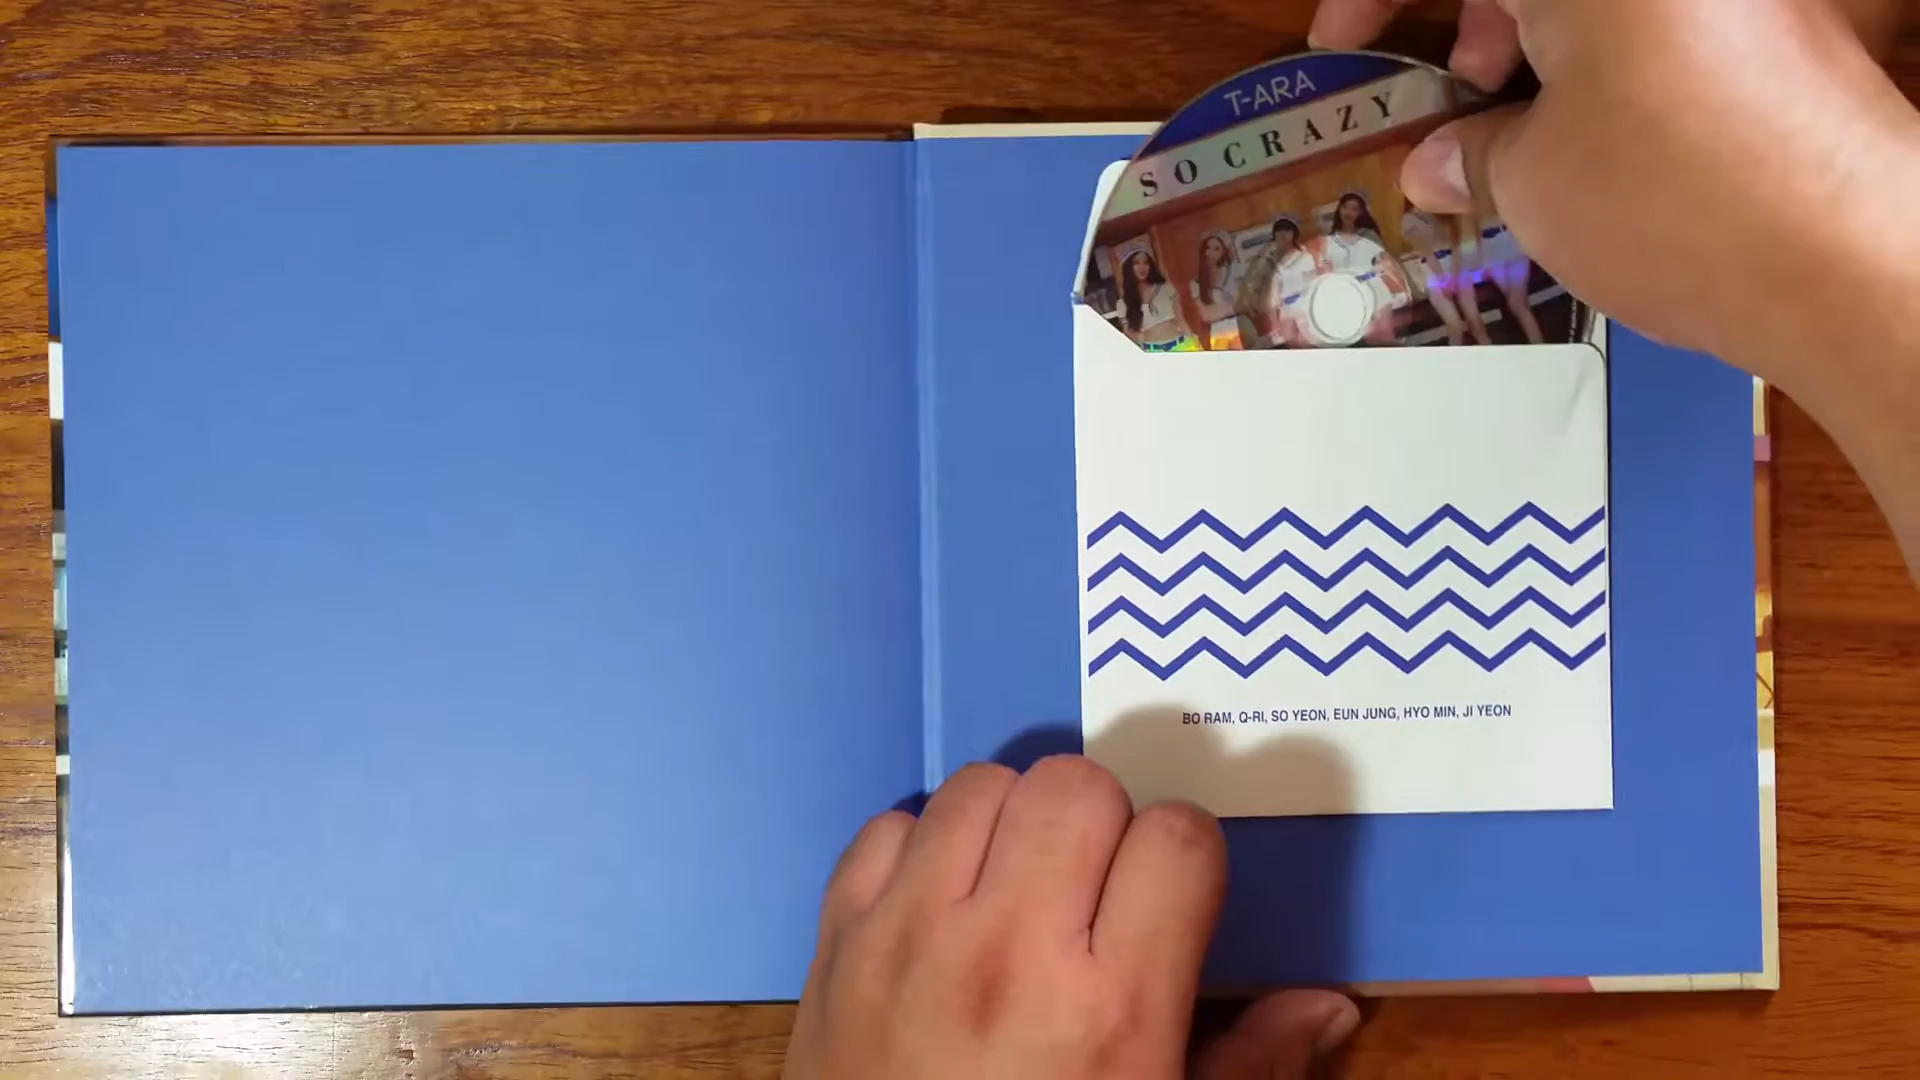 T-ARA
SO CRAZY
BO RAM, Q-RI, SO YEON, EUN JUNG, HYO MIN, JI YEON